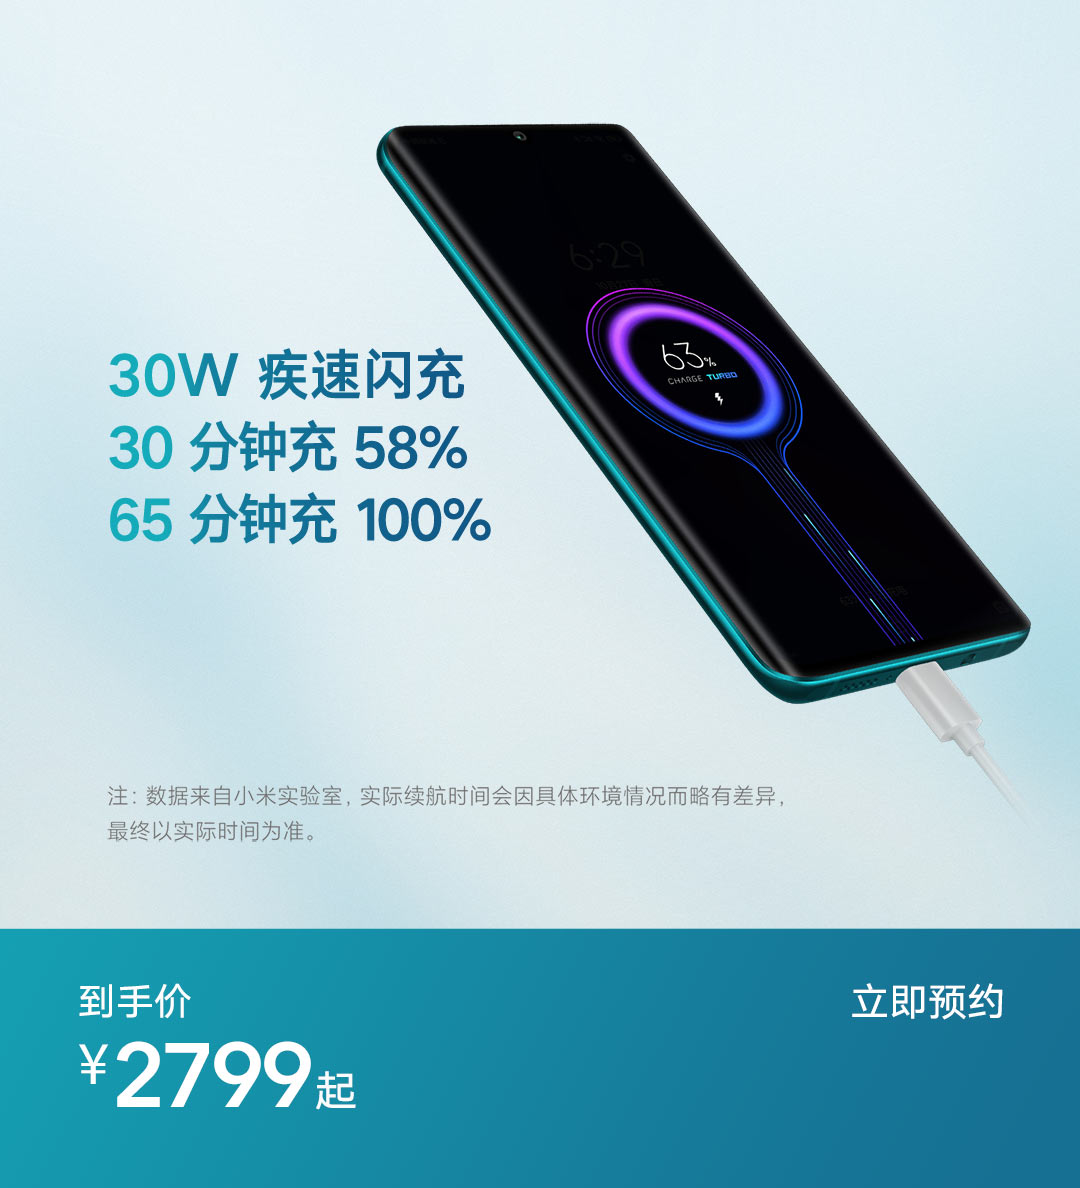 6:29
63%
CHARGE TURBO
30W 疾速闪充
30 分钟充 58%
65 分钟充 100%
注：数据来自小米实验室，实际续航时间会因具体环境情况而略有差异，
最终以实际时间为准。
到手价
立即预约
¥2799起